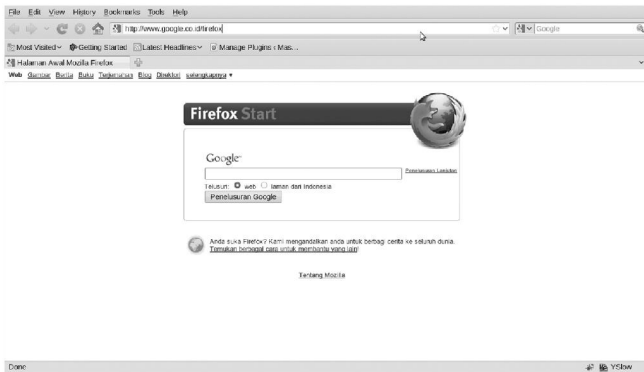 File Edit View History Bookmarks Tools Help
http://www.google.co.id/firefox Google
Most Visited Getting Started Latest Headlines Manage Plugins ‹ Mas...
Halaman Awal Mozilla Firefox
Web Gambar Berita Buku Terjemahan Blog Direktori selengkapnya ▼
Firefox Start
Google
Penelusuran Lanjutan
Telusuri: web laman dari Indonesia
Penelusuran Google
Anda suka Firefox? Kami mengandalkan anda untuk berbagi cerita ke seluruh dunia.
Temukan berbagai cara untuk membantu yang lain!
Tentang Mozilla
Done YSlow